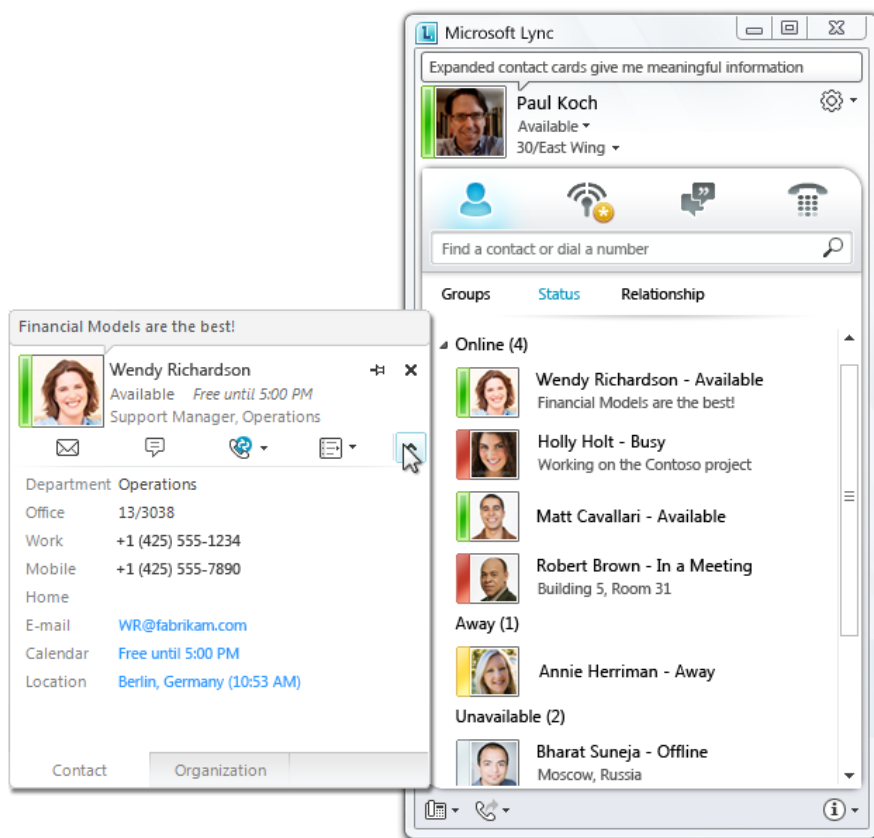 Microsoft Lync
Expanded contact cards give me meaningful information
Paul Koch
Available
30/East Wing
Find a contact or dial a number
Groups Status Relationship
Online (4)
Wendy Richardson - Available
Financial Models are the best!
Holly Holt - Busy
Working on the Contoso project
Matt Cavallari - Available
Robert Brown - In a Meeting
Building 5, Room 31
Away (1)
Annie Herriman - Away
Unavailable (2)
Bharat Suneja - Offline
Moscow, Russia
Financial Models are the best!
Wendy Richardson
Available Free until 5:00 PM
Support Manager, Operations
Department Operations
Office 13/3038
Work +1 (425) 555-1234
Mobile +1 (425) 555-7890
Home
E-mail WR@fabrikam.com
Calendar Free until 5:00 PM
Location Berlin, Germany (10:53 AM)
Contact Organization